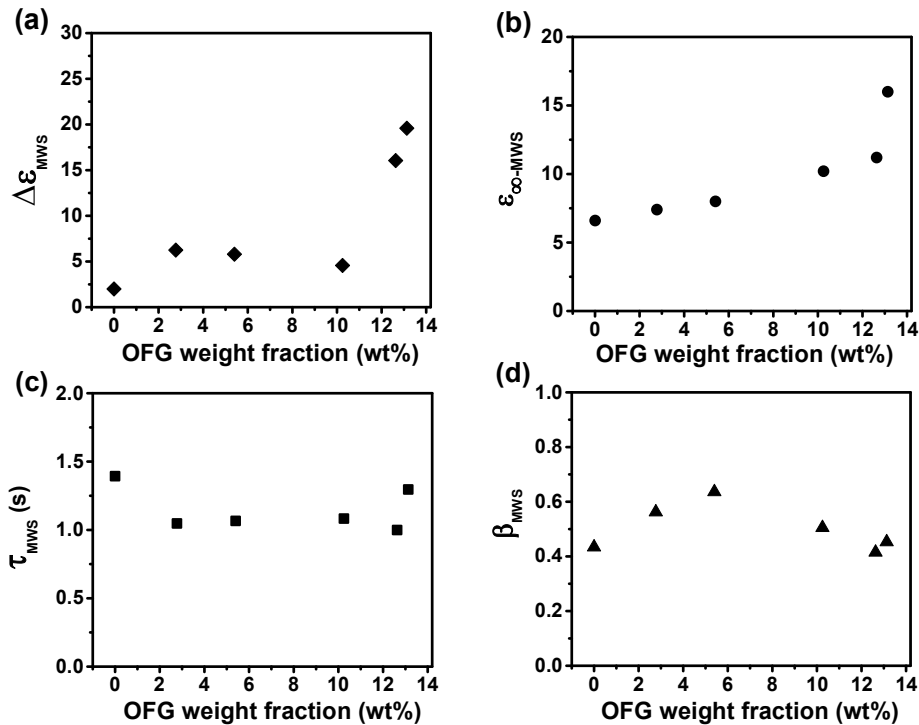 (a)
30
25
20
15
10
5
0
Δε_MWS
0 2 4 6 8 10 12 14
OFG weight fraction (wt%)
(b)
20
15
10
5
0
ε_∞-MWS
0 2 4 6 8 10 12 14
OFG weight fraction (wt%)
(c)
2.0
1.5
1.0
0.5
0.0
τ_MWS (s)
0 2 4 6 8 10 12 14
OFG weight fraction (wt%)
(d)
1.0
0.8
0.6
0.4
0.2
0.0
β_MWS
0 2 4 6 8 10 12 14
OFG weight fraction (wt%)